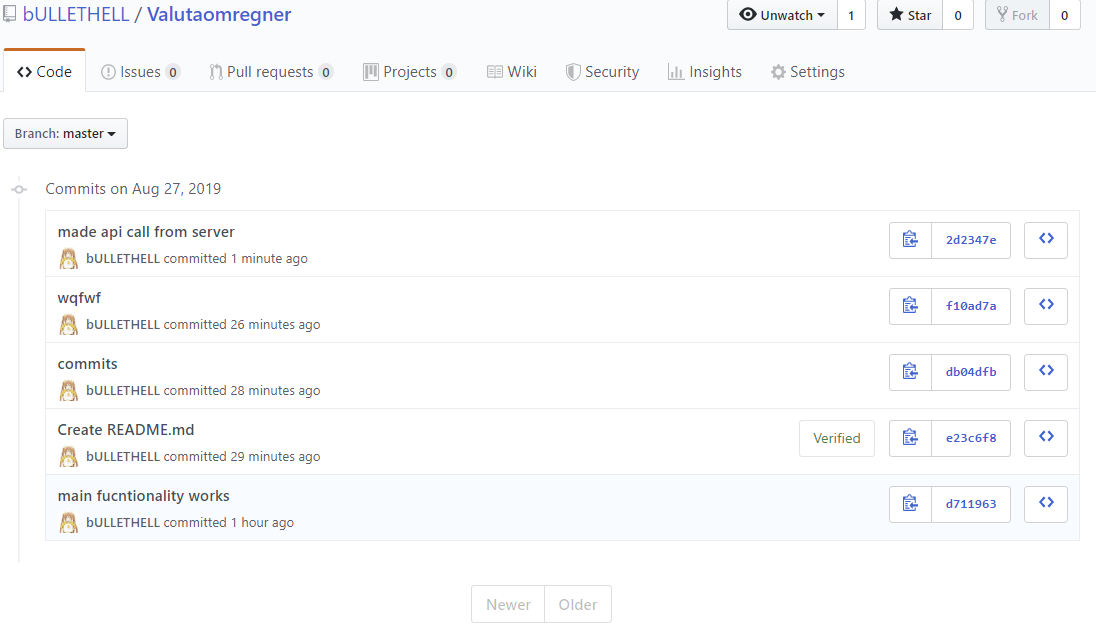 bULLETHELL / Valutaomregner
Unwatch 1 Star 0 Fork 0
Code Issues 0 Pull requests 0 Projects 0 Wiki Security Insights Settings
Branch: master
Commits on Aug 27, 2019
made api call from server
bULLETHELL committed 1 minute ago
2d2347e
wqfwf
bULLETHELL committed 26 minutes ago
f10ad7a
commits
bULLETHELL committed 28 minutes ago
db04dfb
Create README.md
bULLETHELL committed 29 minutes ago
Verified e23c6f8
main fucntionality works
bULLETHELL committed 1 hour ago
d711963
Newer Older